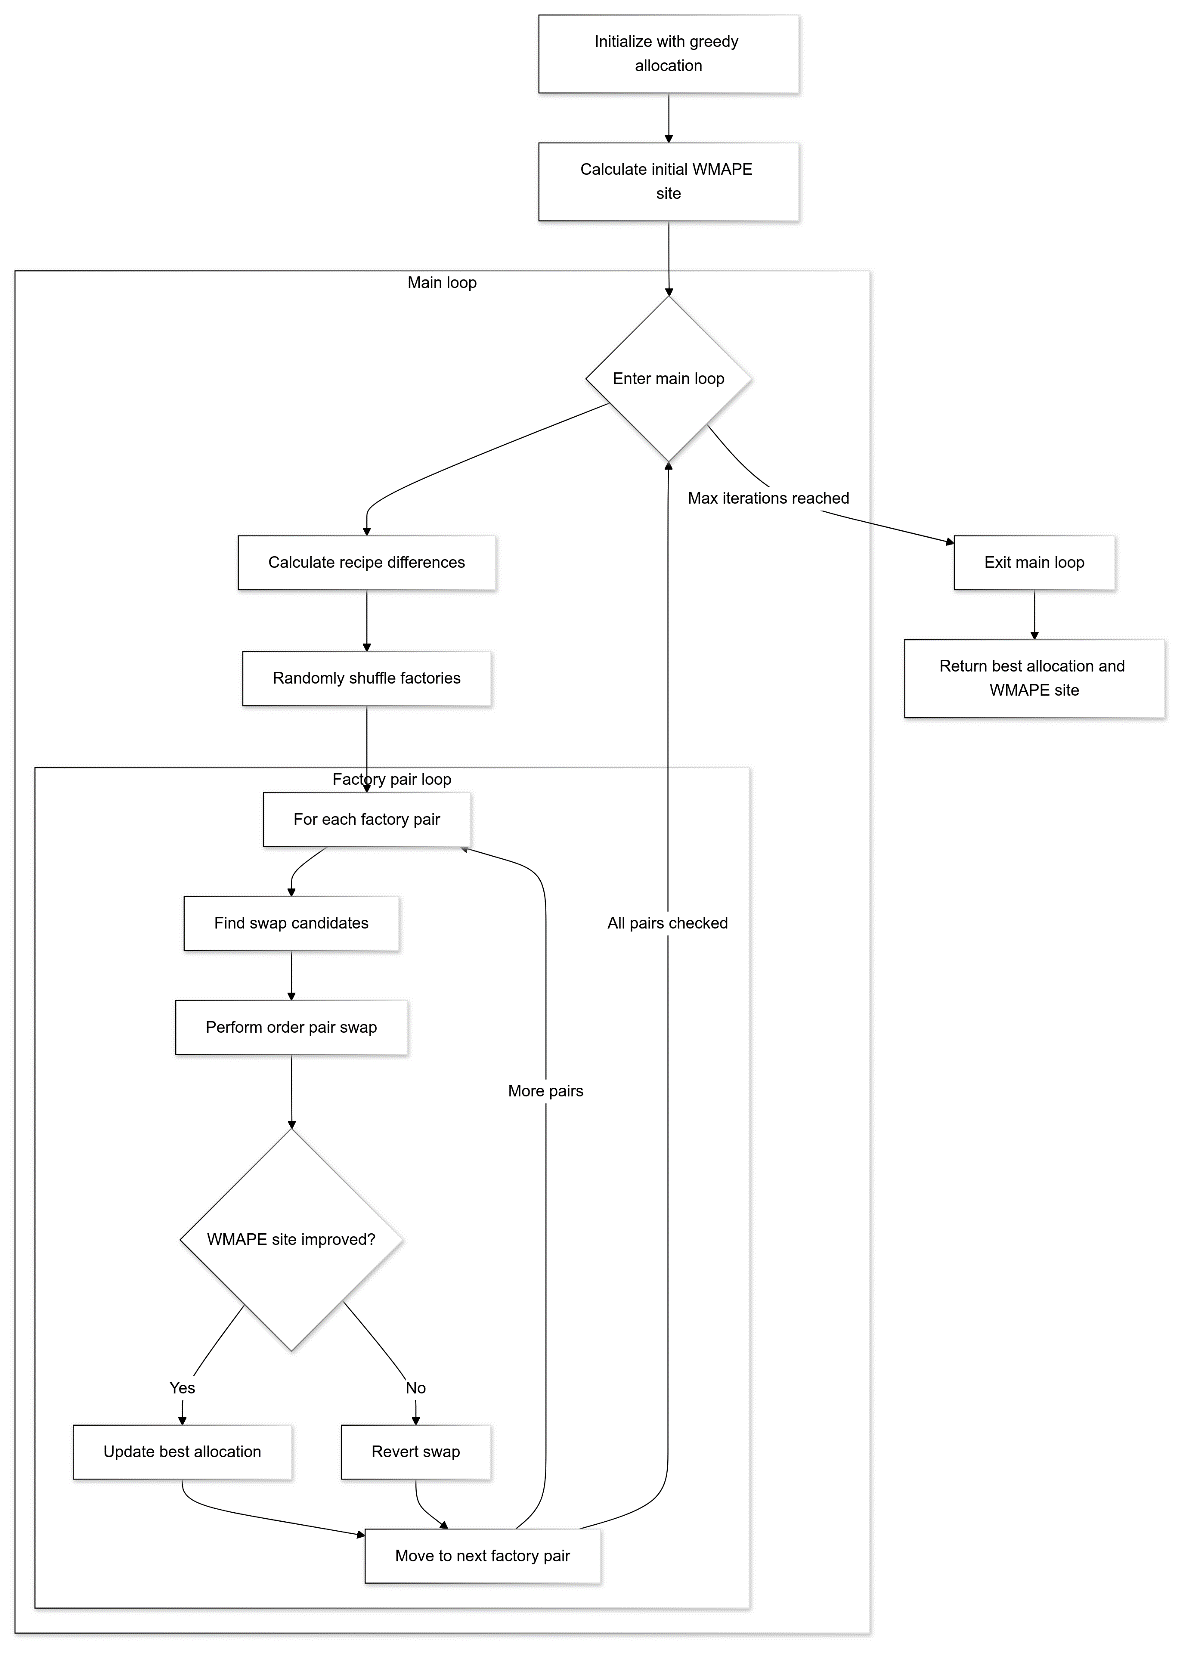 Initialize with greedy
allocation
Calculate initial WMAPE
site
Main loop
Enter main loop
Max iterations reached
Calculate recipe differences
Exit main loop
Randomly shuffle factories
Return best allocation and
WMAPE site
Factory pair loop
For each factory pair
Find swap candidates
All pairs checked
Perform order pair swap
More pairs
WMAPE site improved?
Yes
No
Update best allocation
Revert swap
Move to next factory pair